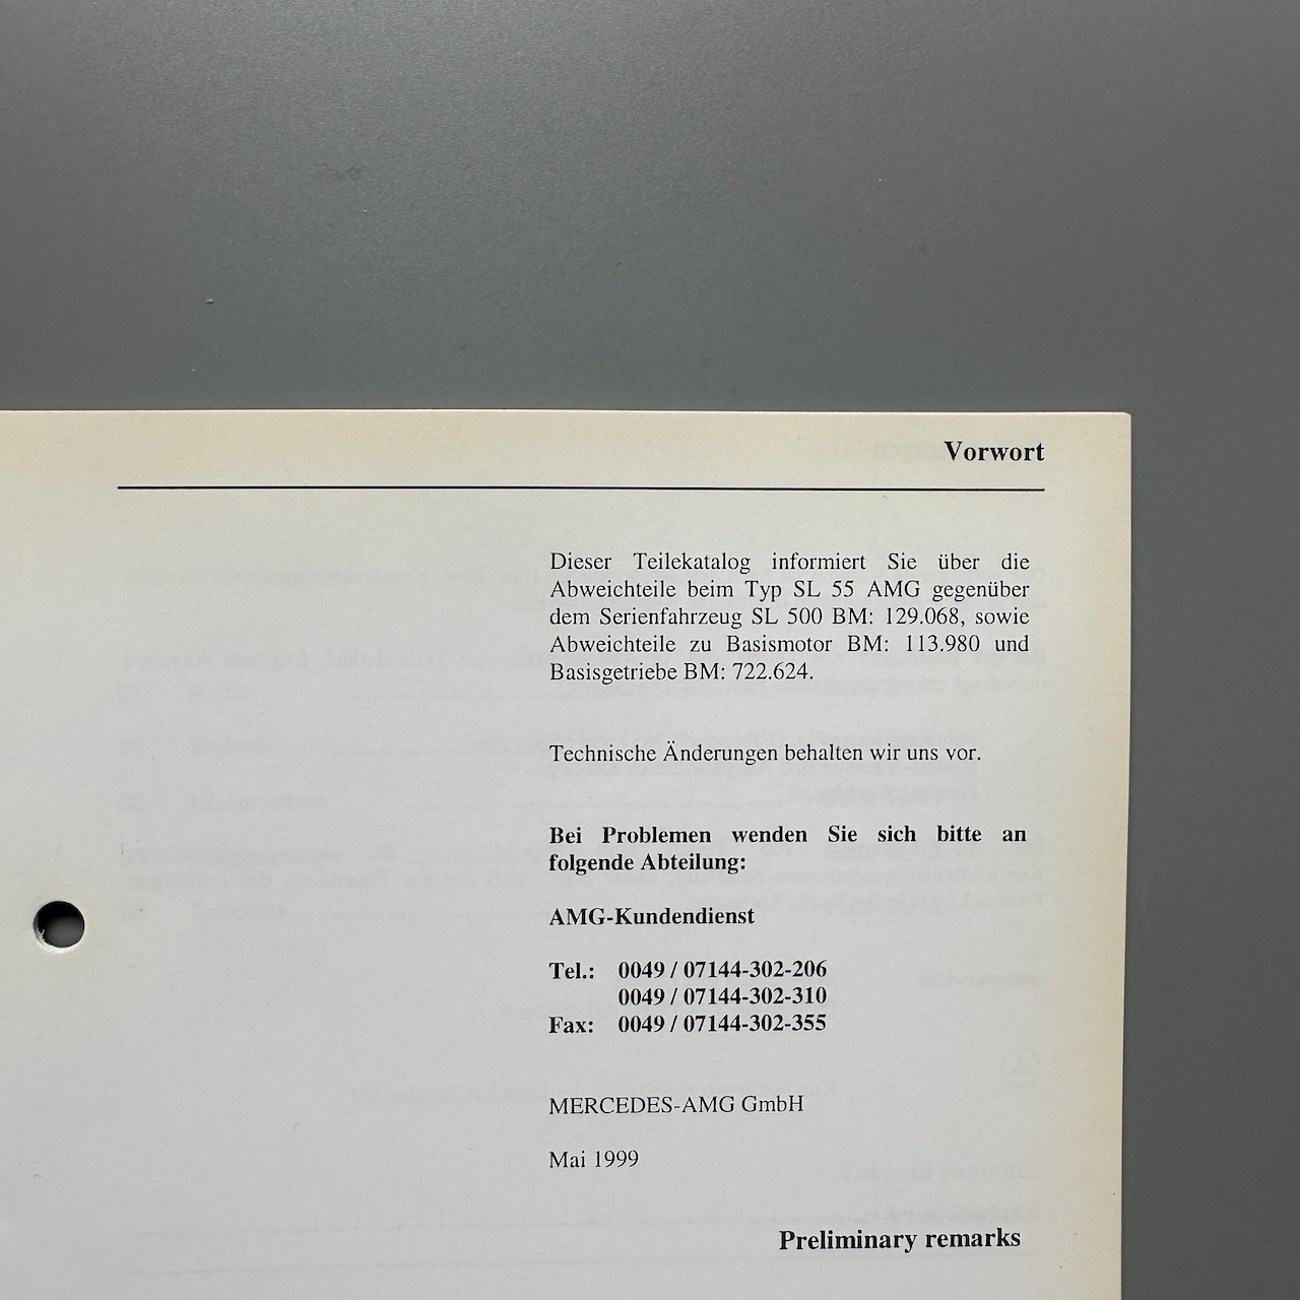 Vorwort
Dieser Teilekatalog informiert Sie über die
Abweichteile beim Typ SL 55 AMG gegenüber
dem Serienfahrzeug SL 500 BM: 129.068, sowie
Abweichteile zu Basismotor BM: 113.980 und
Basisgetriebe BM: 722.624.
Technische Änderungen behalten wir uns vor.
Bei Problemen wenden Sie sich bitte an
folgende Abteilung:
AMG-Kundendienst
Tel.: 0049 / 07144-302-206
0049 / 07144-302-310
Fax: 0049 / 07144-302-355
MERCEDES-AMG GmbH
Mai 1999
Preliminary remarks